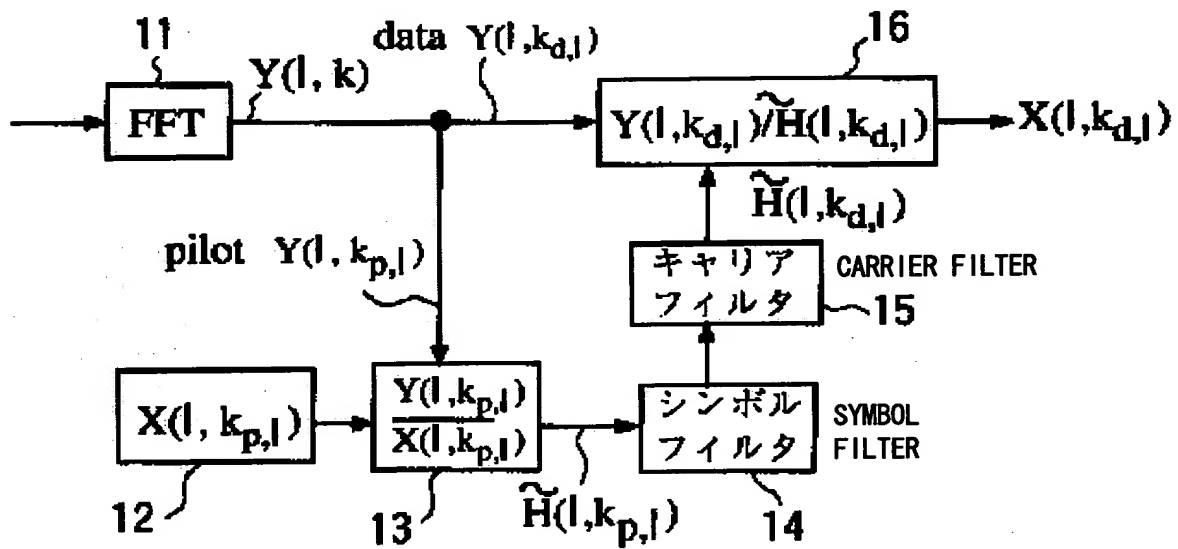 11
FFT
Y(l, k)
data Y(l,k_{d,l})
16
Y(l,k_{d,l})/H̃(l,k_{d,l})
X(l,k_{d,l})
H̃(l,k_{d,l})
pilot Y(l, k_{p,l})
キャリア
フィルタ
CARRIER FILTER
15
12
X(l, k_{p,l})
13
Y(l,k_{p,l})
X(l,k_{p,l})
H̃(l,k_{p,l})
シンボル
フィルタ
SYMBOL
FILTER
14